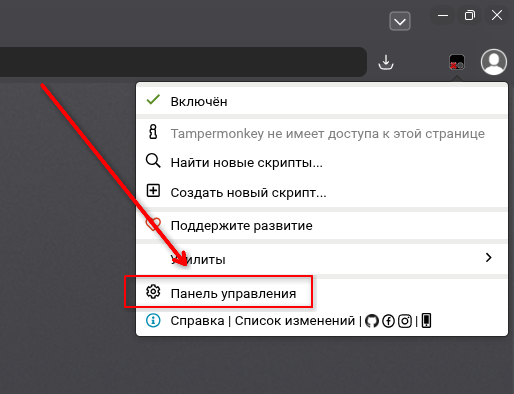 Включён
Tampermonkey не имеет доступа к этой странице
Найти новые скрипты...
Создать новый скрипт...
Поддержите развитие
Утилиты
Панель управления
Справка | Список изменений | |